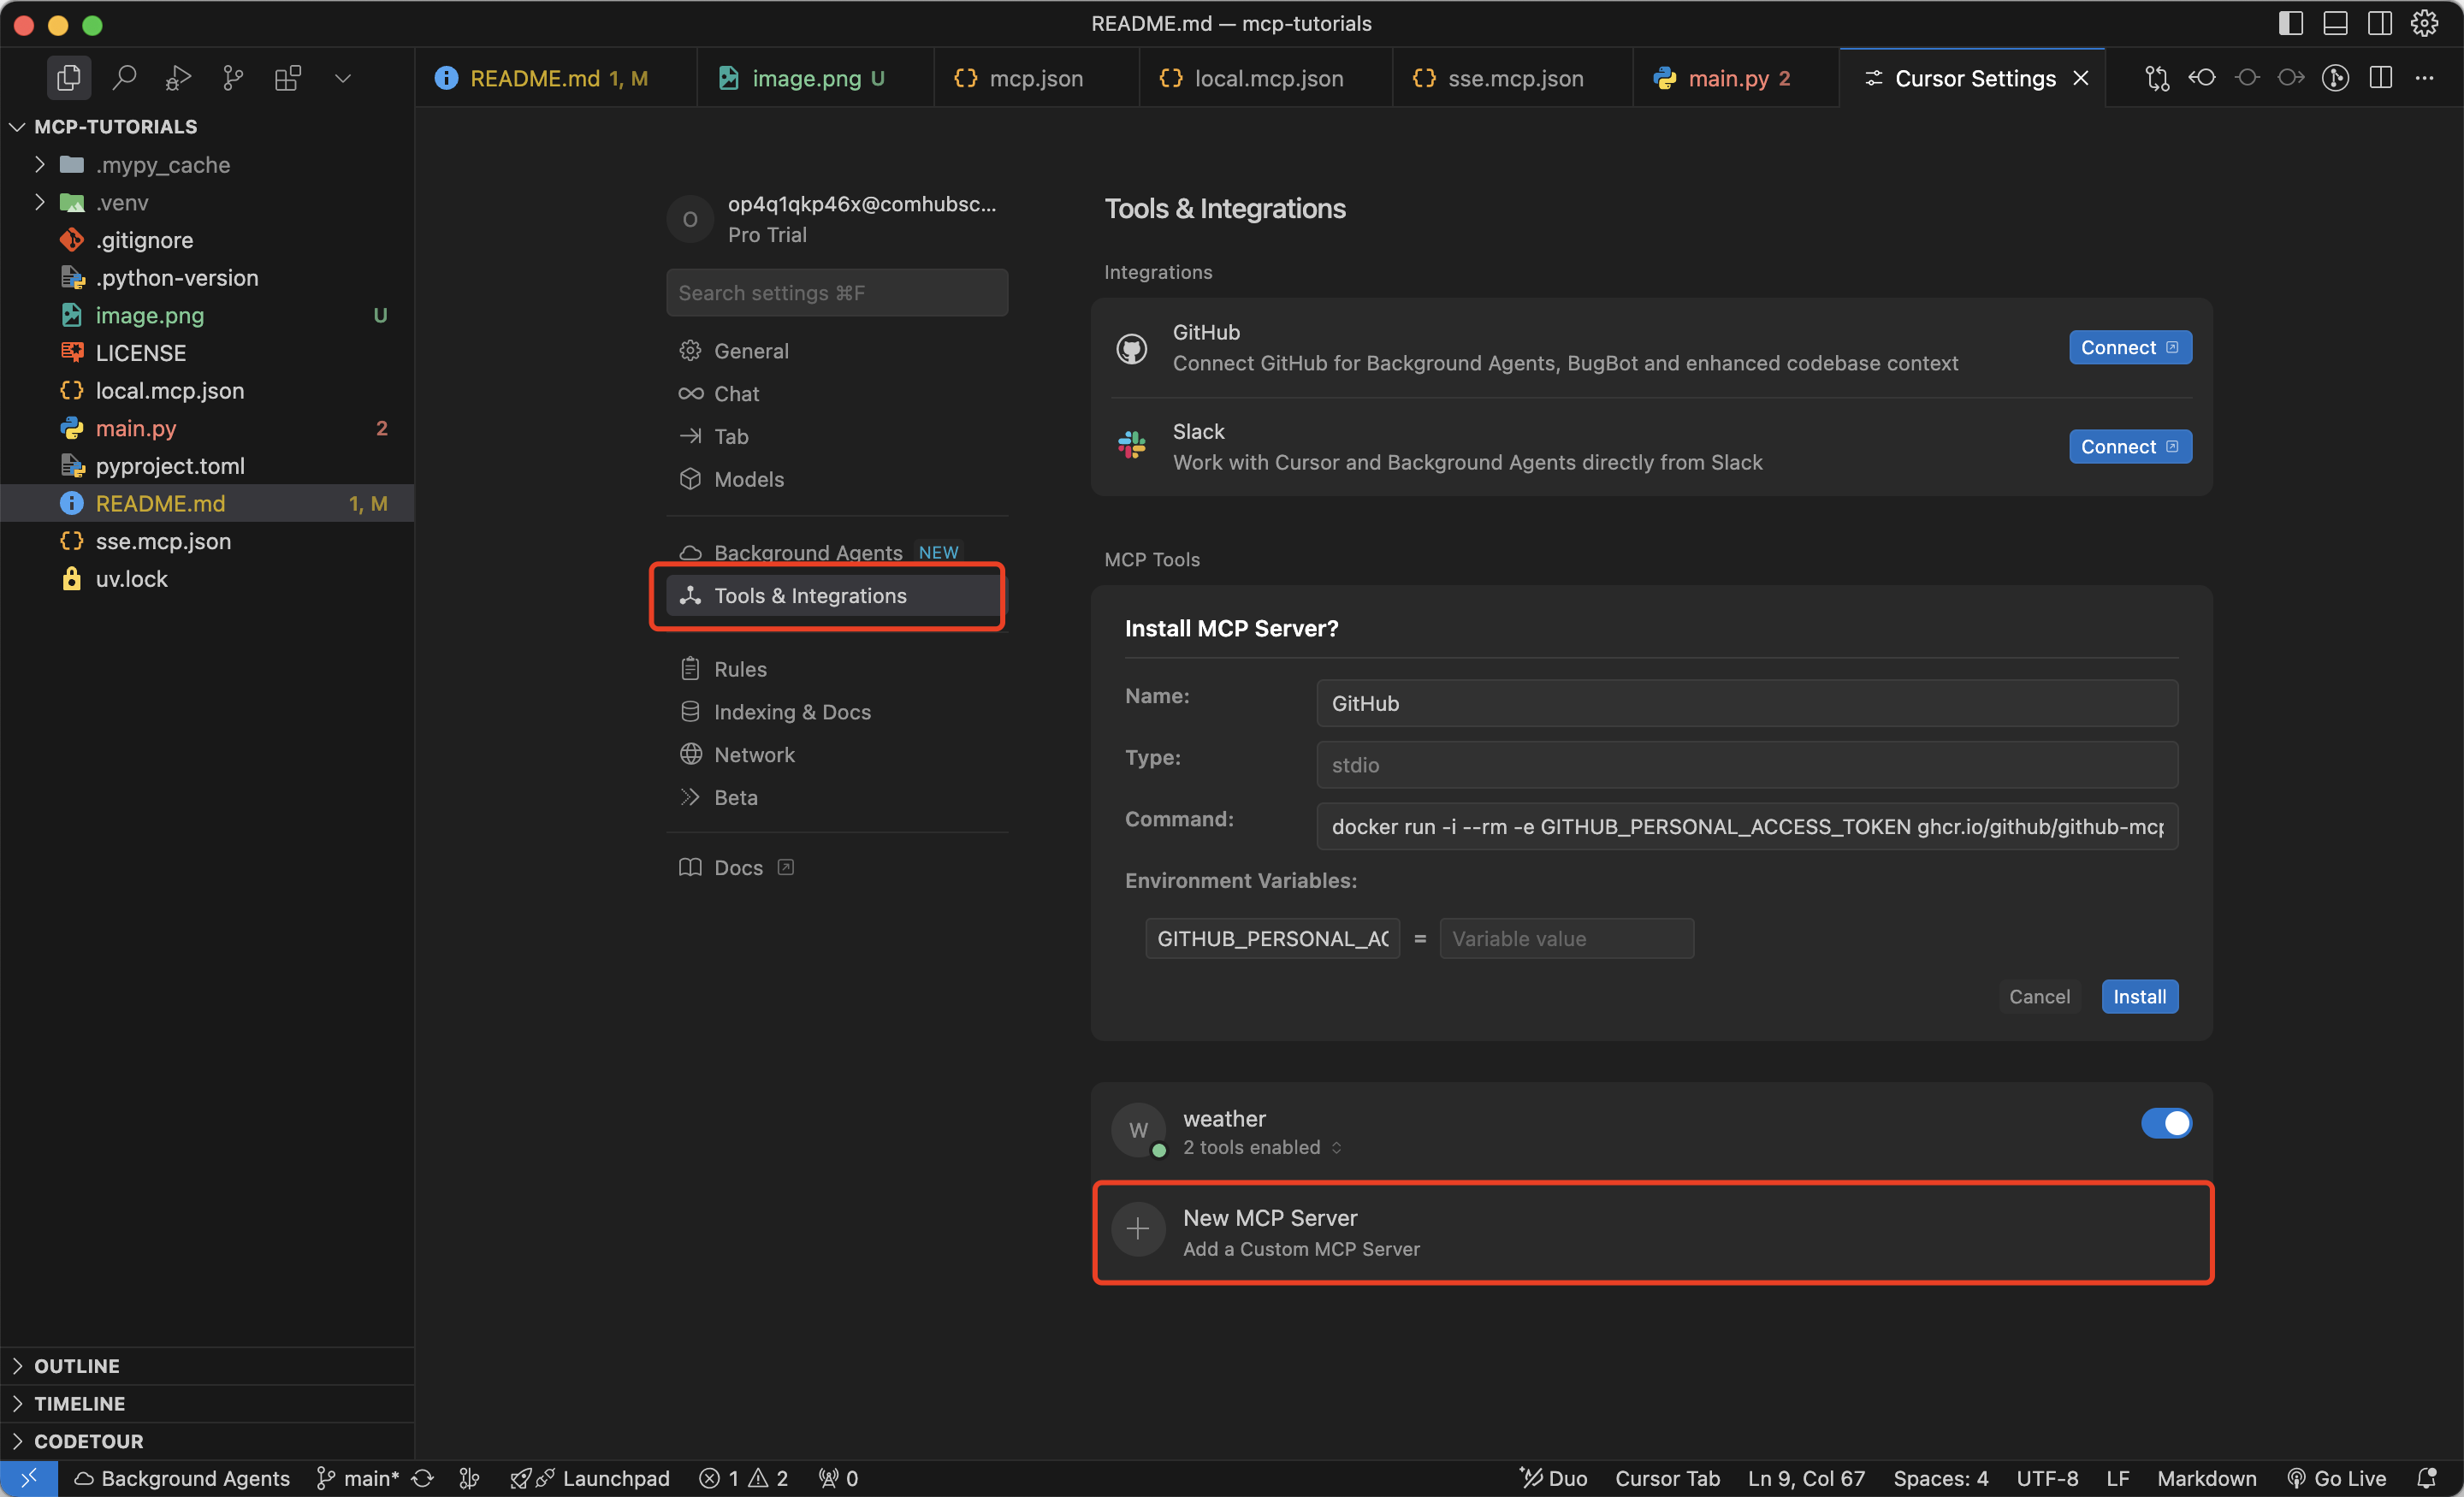 README.md — mcp-tutorials
README.md 1, M
image.png U
mcp.json
local.mcp.json
sse.mcp.json
main.py 2
Cursor Settings
MCP-TUTORIALS
.mypy_cache
.venv
.gitignore
.python-version
image.png U
LICENSE
local.mcp.json
main.py 2
pyproject.toml
README.md 1, M
sse.mcp.json
uv.lock
OUTLINE
TIMELINE
CODETOUR
O
op4q1qkp46x@comhubsc...
Pro Trial
Search settings ⌘F
General
Chat
Tab
Models
Background Agents NEW
Tools & Integrations
Rules
Indexing & Docs
Network
Beta
Docs
Tools & Integrations
Integrations
GitHub
Connect GitHub for Background Agents, BugBot and enhanced codebase context
Connect
Slack
Work with Cursor and Background Agents directly from Slack
Connect
MCP Tools
Install MCP Server?
Name: GitHub
Type: stdio
Command: docker run -i --rm -e GITHUB_PERSONAL_ACCESS_TOKEN ghcr.io/github/github-mcp
Environment Variables:
GITHUB_PERSONAL_AC = Variable value
Cancel Install
W
weather
2 tools enabled
New MCP Server
Add a Custom MCP Server
Background Agents main* Launchpad 1 2 0 Duo Cursor Tab Ln 9, Col 67 Spaces: 4 UTF-8 LF Markdown Go Live